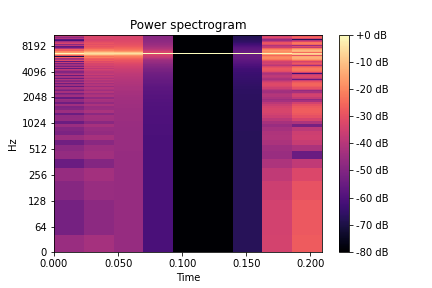 Power spectrogram
8192
4096
2048
1024
512
256
128
64
0
Hz
0.000 0.050 0.100 0.150 0.200
Time
+0 dB
-10 dB
-20 dB
-30 dB
-40 dB
-50 dB
-60 dB
-70 dB
-80 dB